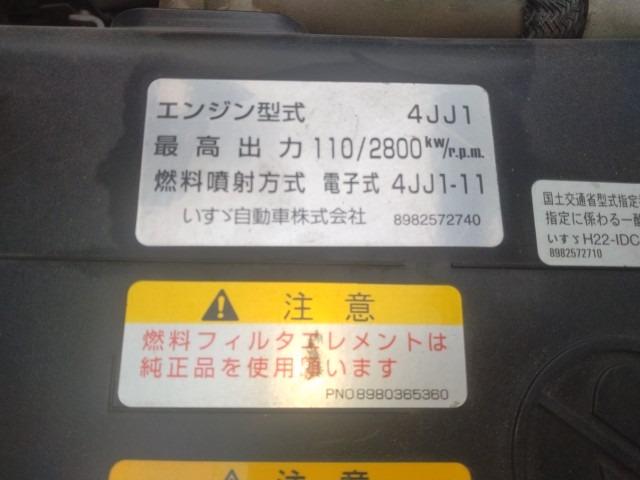 エンジン型式 4JJ1
最高出力 110/2800kw/r.p.m.
燃料噴射方式 電子式 4JJ1-11
いすゞ自動車株式会社 8982572740
国土交通省型式指定
指定に係わる一酸
いすゞH22-IDC
8982572710
注意
燃料フィルタエレメントは
純正品を使用願います
PNO8980365360
注意